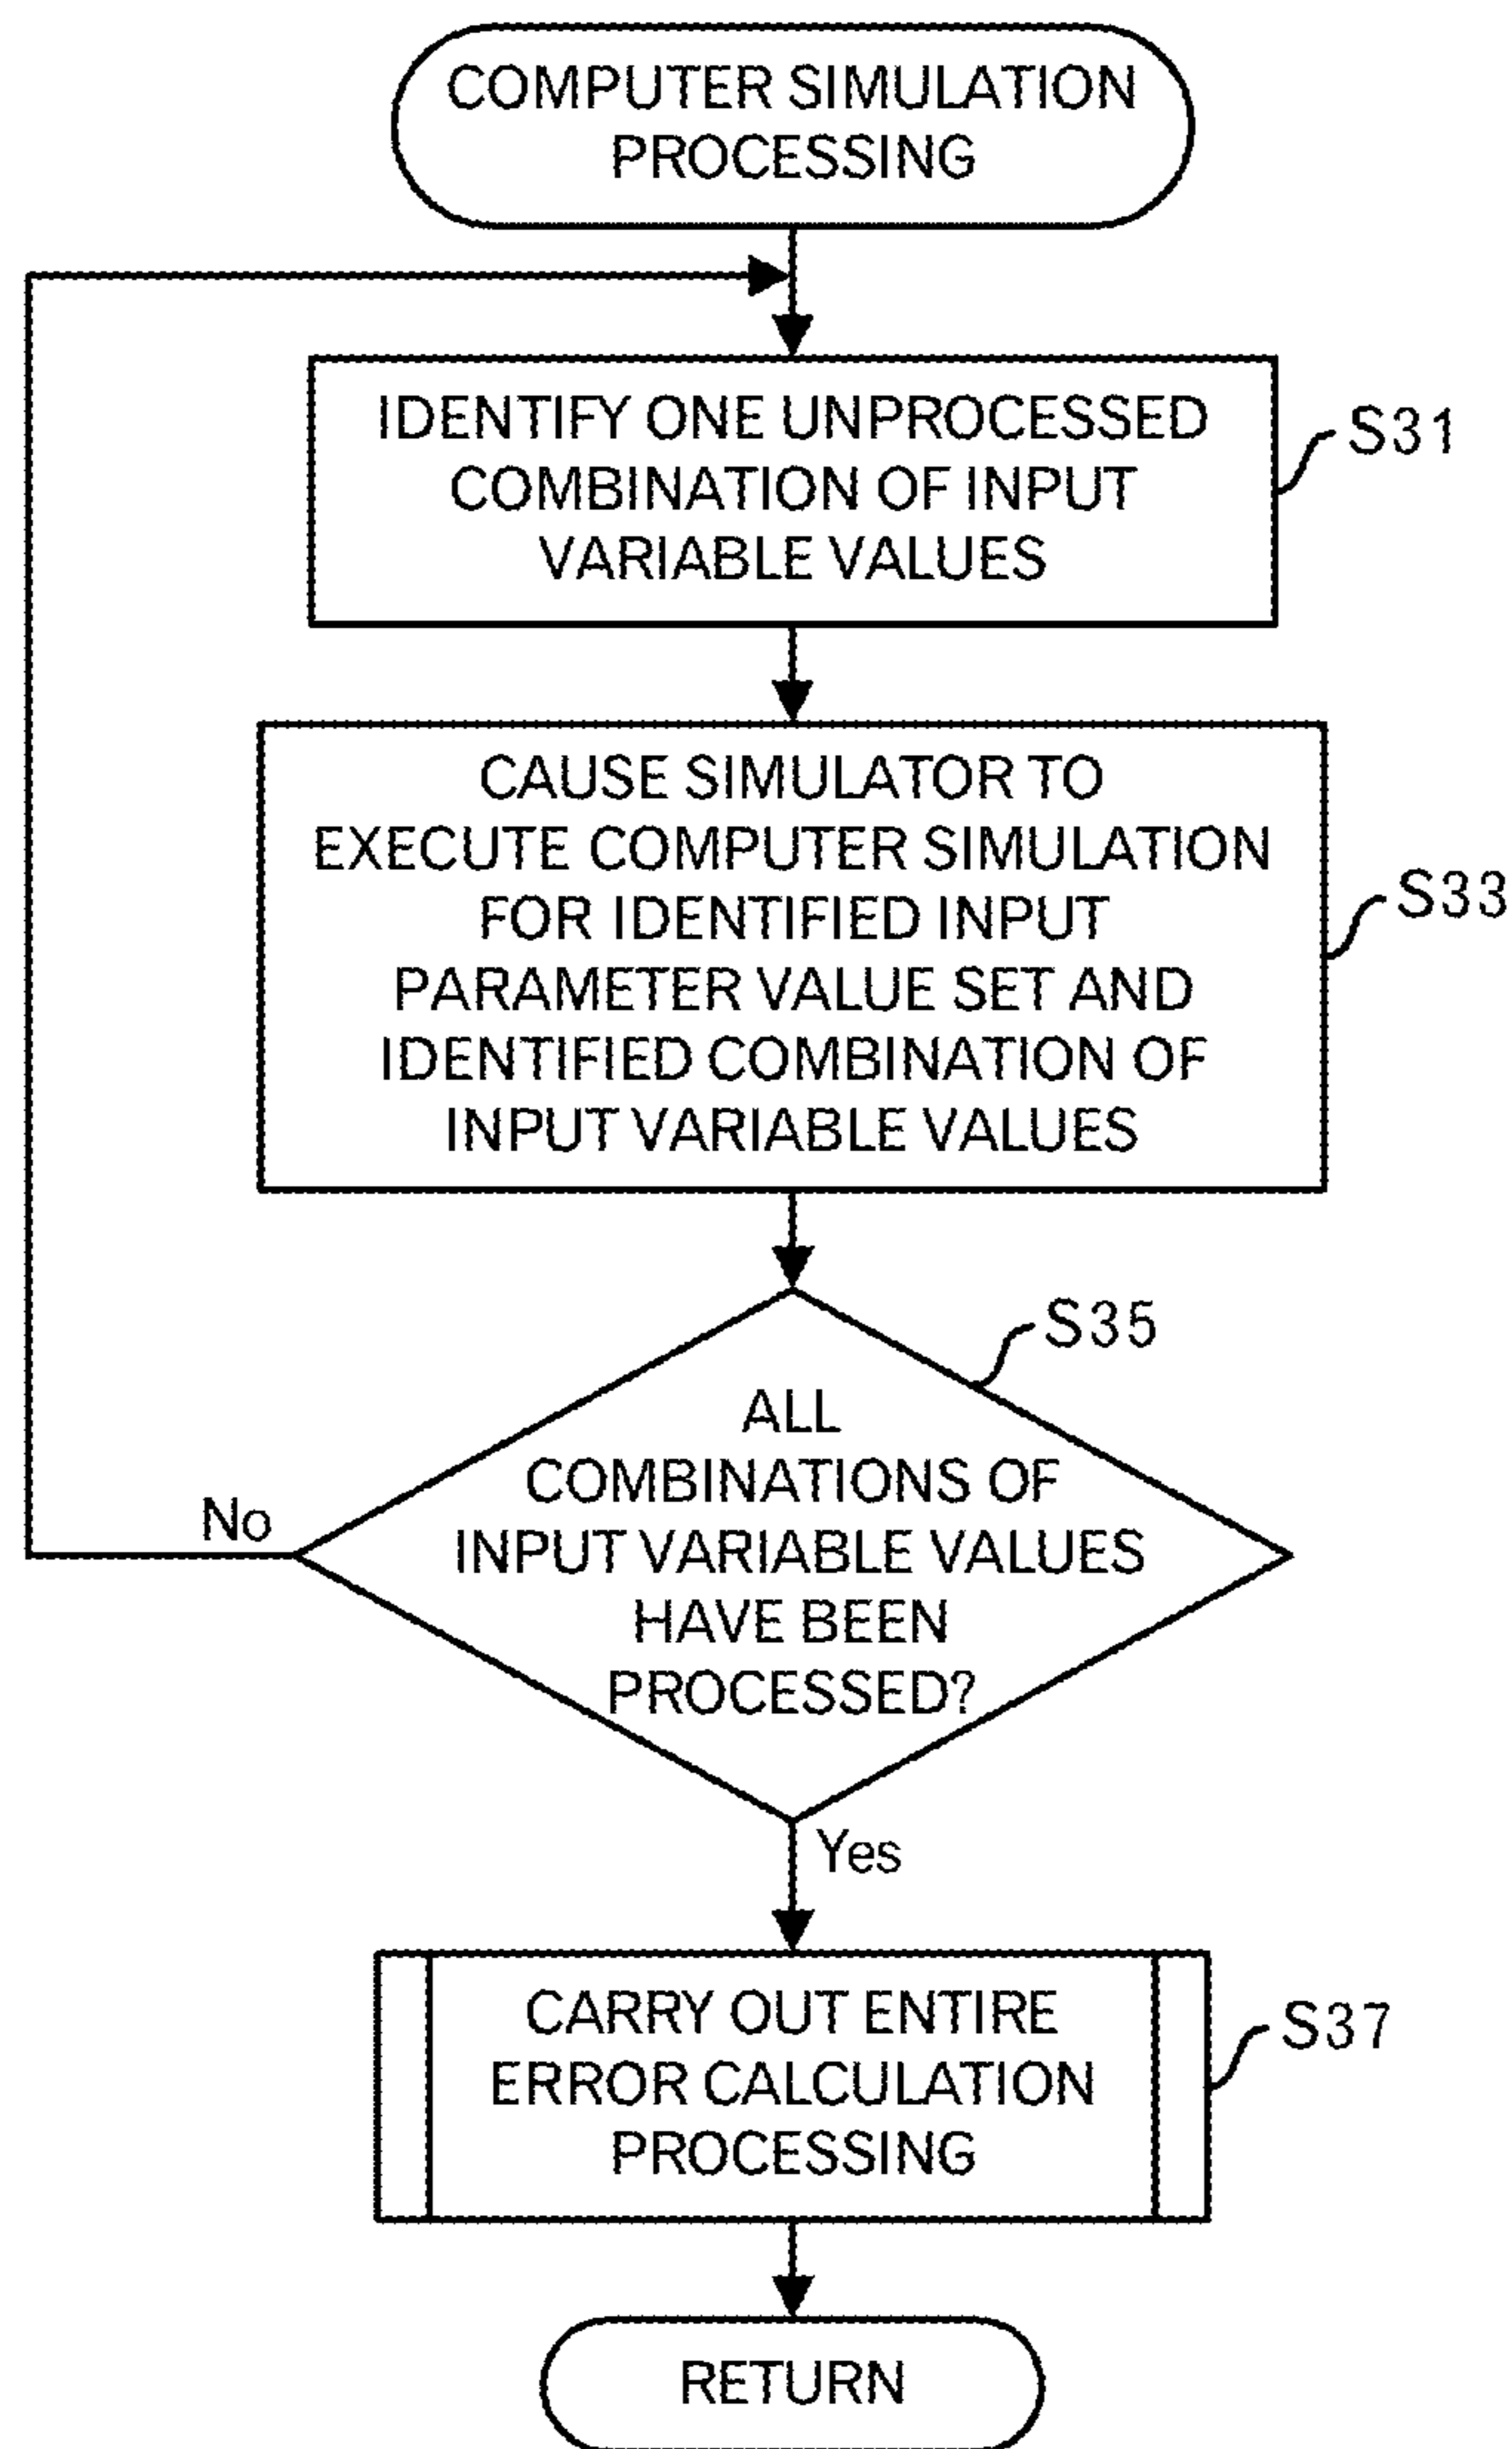 COMPUTER SIMULATION
PROCESSING
IDENTIFY ONE UNPROCESSED
COMBINATION OF INPUT
VARIABLE VALUES
S31
CAUSE SIMULATOR TO
EXECUTE COMPUTER SIMULATION
FOR IDENTIFIED INPUT
PARAMETER VALUE SET AND
IDENTIFIED COMBINATION OF
INPUT VARIABLE VALUES
S33
S35
ALL
COMBINATIONS OF
INPUT VARIABLE VALUES
HAVE BEEN
PROCESSED?
No
Yes
CARRY OUT ENTIRE
ERROR CALCULATION
PROCESSING
S37
RETURN